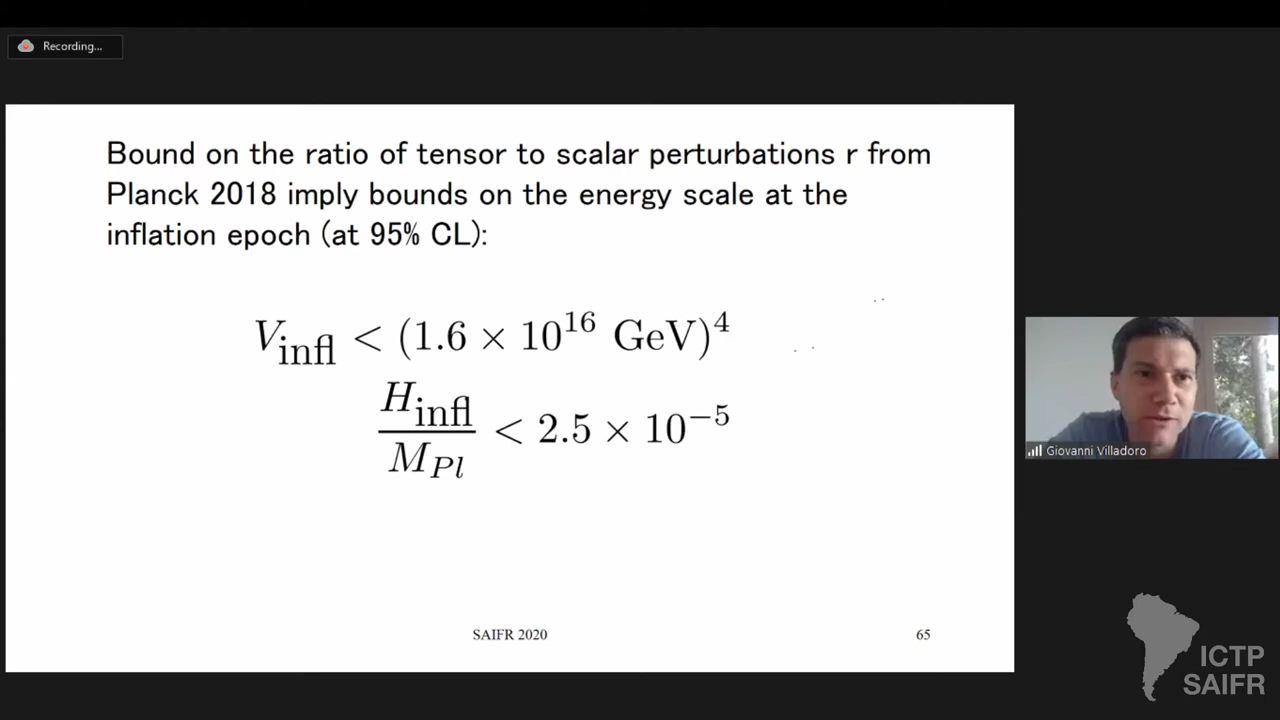 Recording...
Bound on the ratio of tensor to scalar perturbations r from
Planck 2018 imply bounds on the energy scale at the
inflation epoch (at 95% CL):
V_infl < (1.6 × 10^16 GeV)^4
H_infl / M_Pl < 2.5 × 10^−5
Giovanni Villadoro
SAIFR 2020
65
ICTP
SAIFR